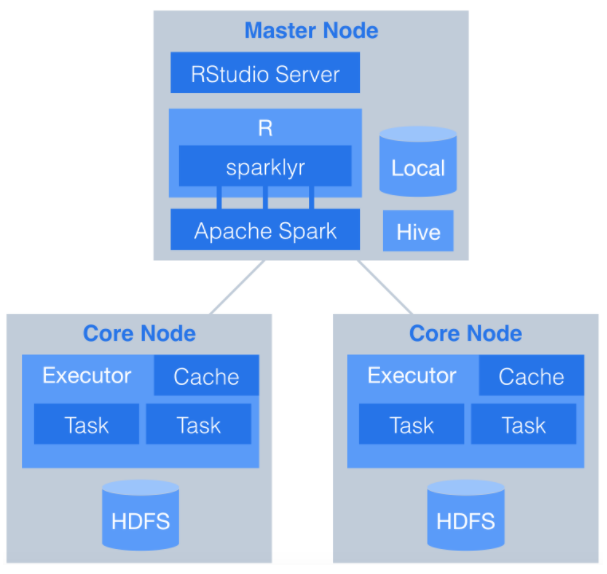 Master Node
RStudio Server
R
sparklyr
Local
Apache Spark
Hive
Core Node
Executor
Cache
Task
Task
HDFS
Core Node
Executor
Cache
Task
Task
HDFS